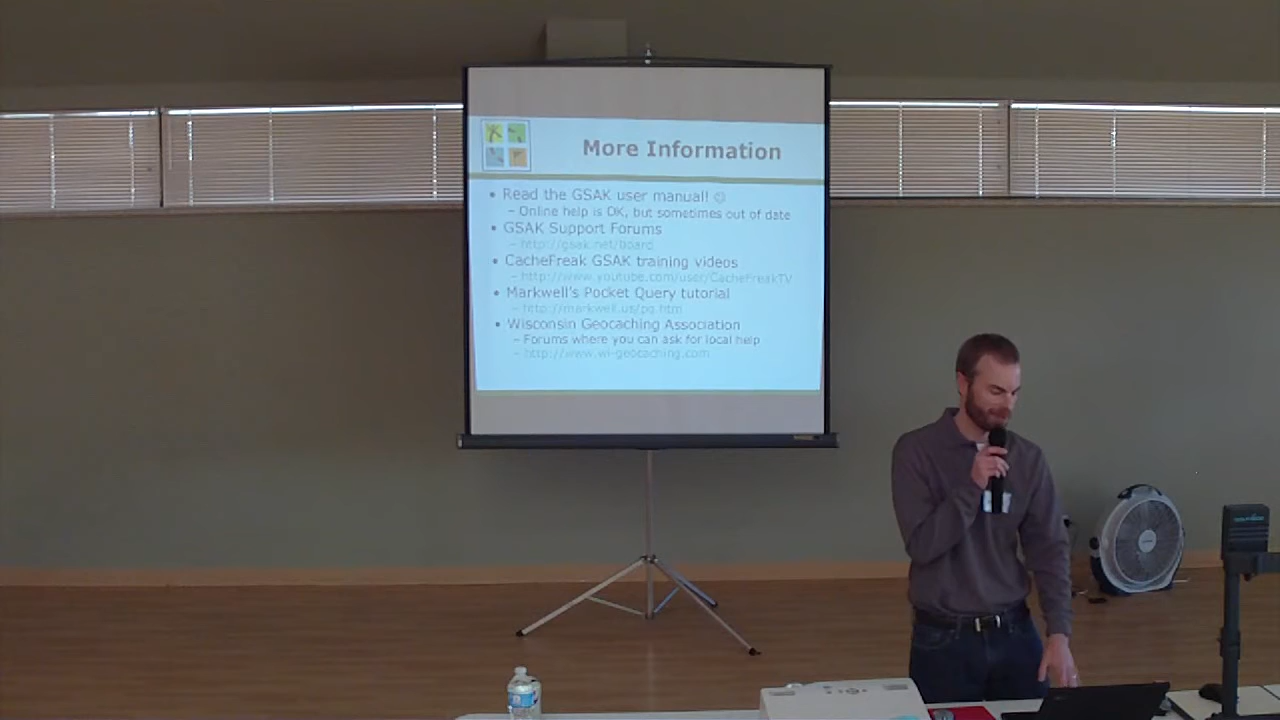 More Information
• Read the GSAK user manual! ☺
– Online help is OK, but sometimes out of date
• GSAK Support Forums
– http://gsak.net/board
• CacheFreak GSAK training videos
– http://www.youtube.com/user/CacheFreakTV
• Markwell's Pocket Query tutorial
– http://markwell.us/pq.htm
• Wisconsin Geocaching Association
– Forums where you can ask for local help
– http://www.wi-geocaching.com